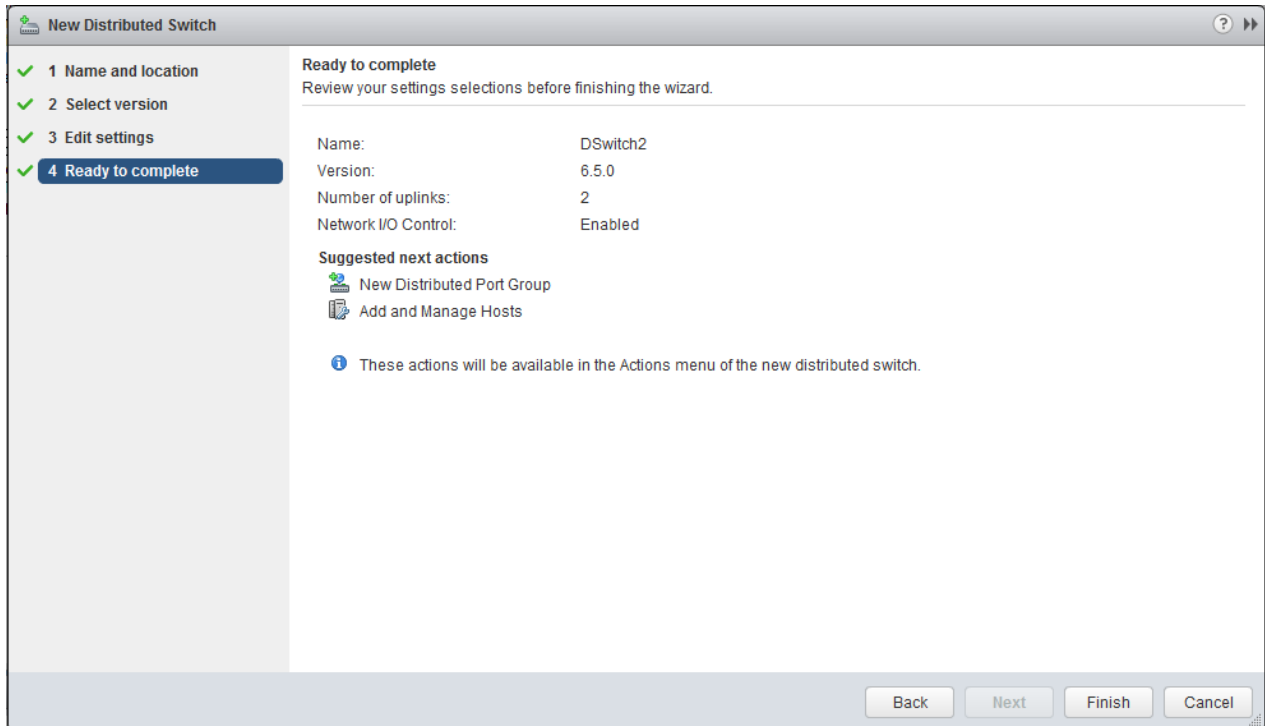 New Distributed Switch
?
1 Name and location
2 Select version
3 Edit settings
4 Ready to complete
Ready to complete
Review your settings selections before finishing the wizard.
Name: DSwitch2
Version: 6.5.0
Number of uplinks: 2
Network I/O Control: Enabled
Suggested next actions
New Distributed Port Group
Add and Manage Hosts
These actions will be available in the Actions menu of the new distributed switch.
Back Next Finish Cancel